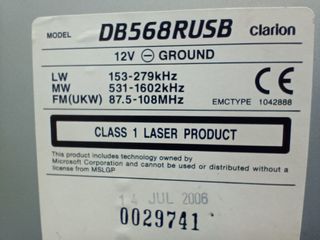 MODEL DB568RUSB clarion
12V ⊖ GROUND
LW 153-279kHz
MW 531-1602kHz
FM(UKW) 87.5-108MHz
CE
EMCTYPE 1042888
CLASS 1 LASER PRODUCT
This product includes technology owned by
Microsoft Corporation and cannot be used or distributed without a
license from MSLGP
14 JUL 2006
0029741